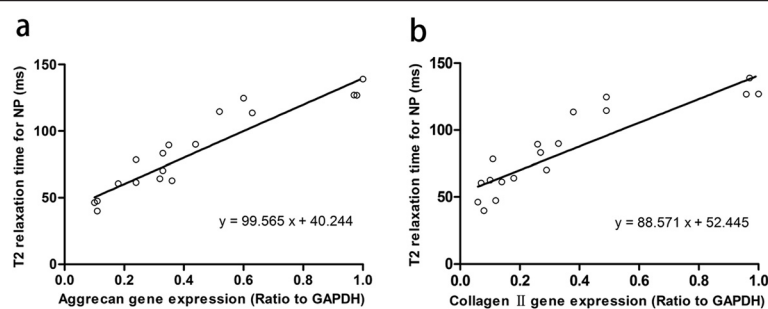 a
T2 relaxation time for NP (ms)
150
100
50
0
0.0 0.2 0.4 0.6 0.8 1.0
y = 99.565 x + 40.244
Aggrecan gene expression (Ratio to GAPDH)
b
T2 relaxation time for NP (ms)
150
100
50
0
0.0 0.2 0.4 0.6 0.8 1.0
y = 88.571 x + 52.445
Collagen Ⅱ gene expression (Ratio to GAPDH)